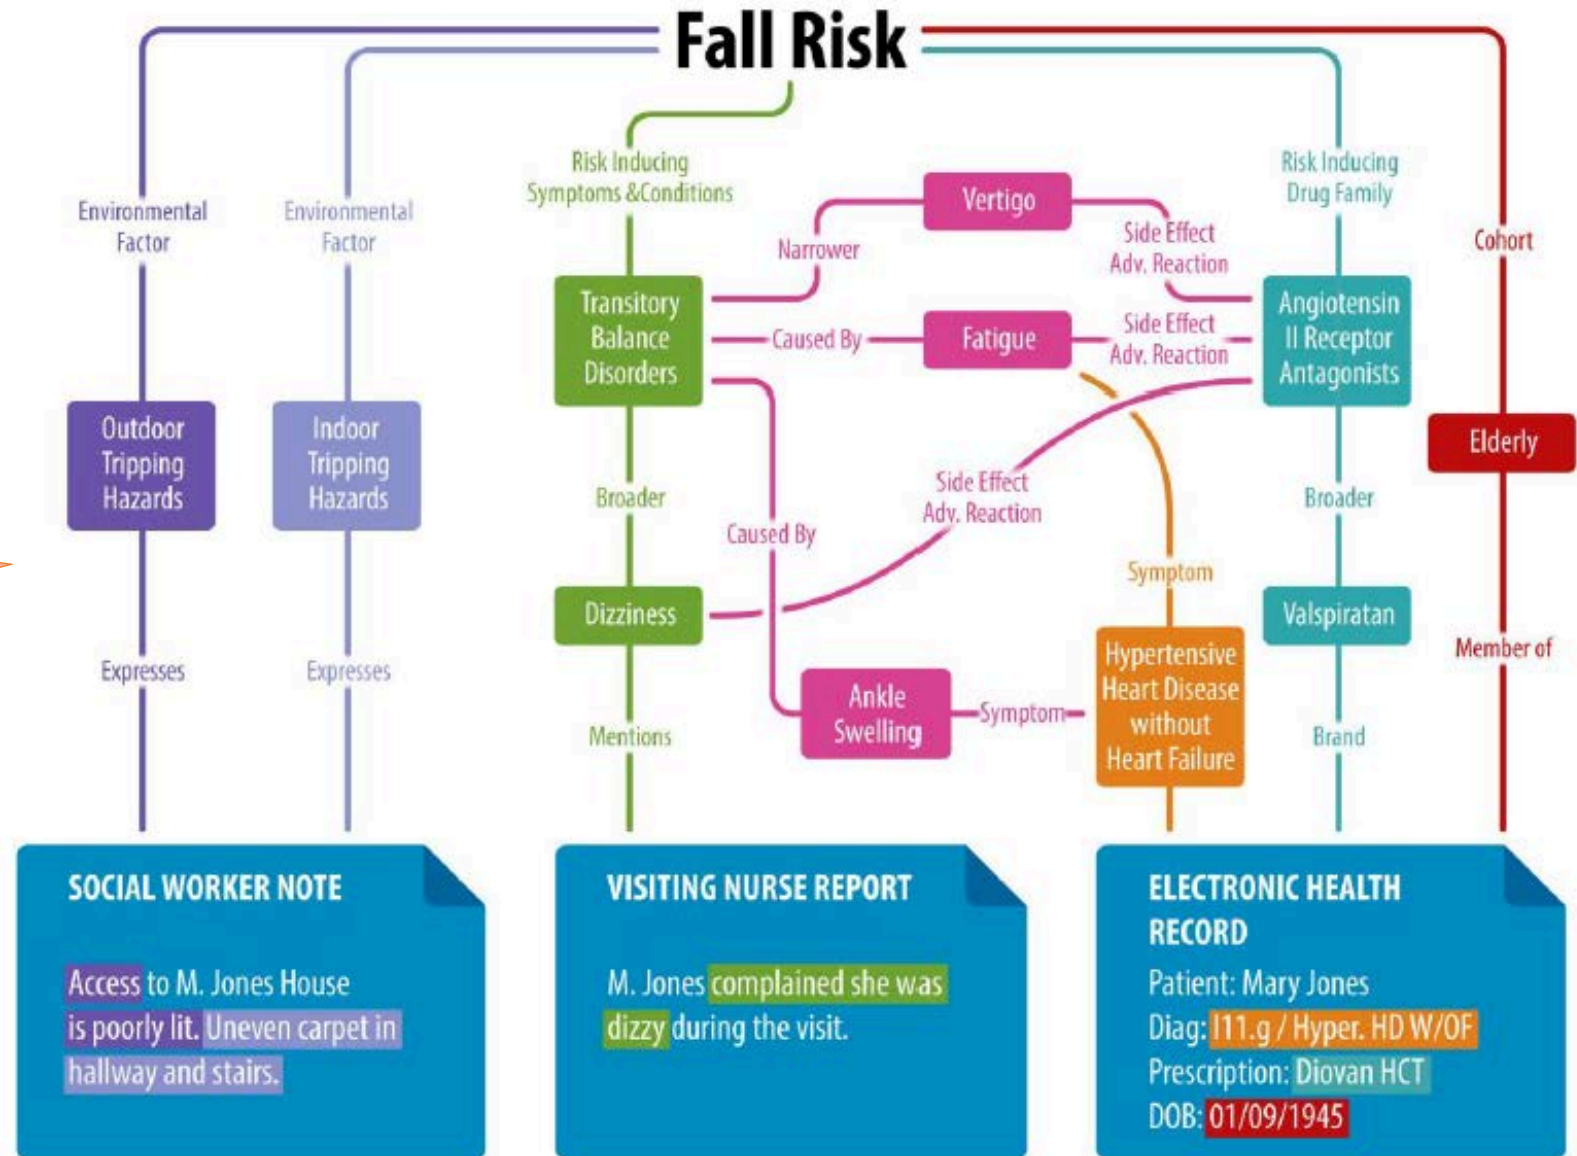 Fall Risk
Environmental
Factor
Environmental
Factor
Risk Inducing
Symptoms &Conditions
Risk Inducing
Drug Family
Cohort
Vertigo
Narrower
Side Effect
Adv. Reaction
Transitory
Balance
Disorders
Caused By
Fatigue
Side Effect
Adv. Reaction
Angiotensin
II Receptor
Antagonists
Outdoor
Tripping
Hazards
Indoor
Tripping
Hazards
Elderly
Broader
Caused By
Side Effect
Adv. Reaction
Broader
Symptom
Dizziness
Valspiratan
Expresses
Expresses
Mentions
Ankle
Swelling
Symptom
Hypertensive
Heart Disease
without
Heart Failure
Brand
Member of
SOCIAL WORKER NOTE
Access to M. Jones House
is poorly lit. Uneven carpet in
hallway and stairs.
VISITING NURSE REPORT
M. Jones complained she was
dizzy during the visit.
ELECTRONIC HEALTH
RECORD
Patient: Mary Jones
Diag: I11.g / Hyper. HD W/OF
Prescription: Diovan HCT
DOB: 01/09/1945